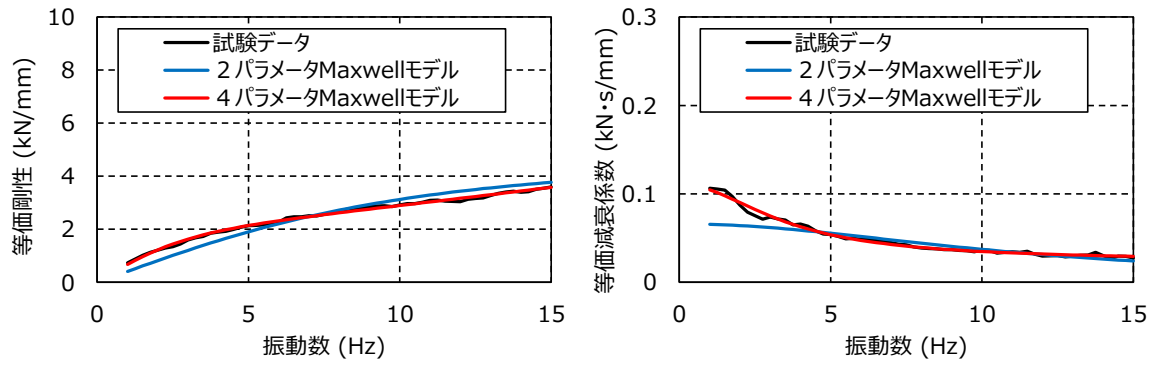 10
8
6
4
2
0
等価剛性 (kN/mm)
試験データ
２パラメータMaxwellモデル
４パラメータMaxwellモデル
0
5
10
15
振動数 (Hz)
0.3
0.2
0.1
0
等価減衰係数 (kN・s/mm)
試験データ
２パラメータMaxwellモデル
４パラメータMaxwellモデル
0
5
10
15
振動数 (Hz)